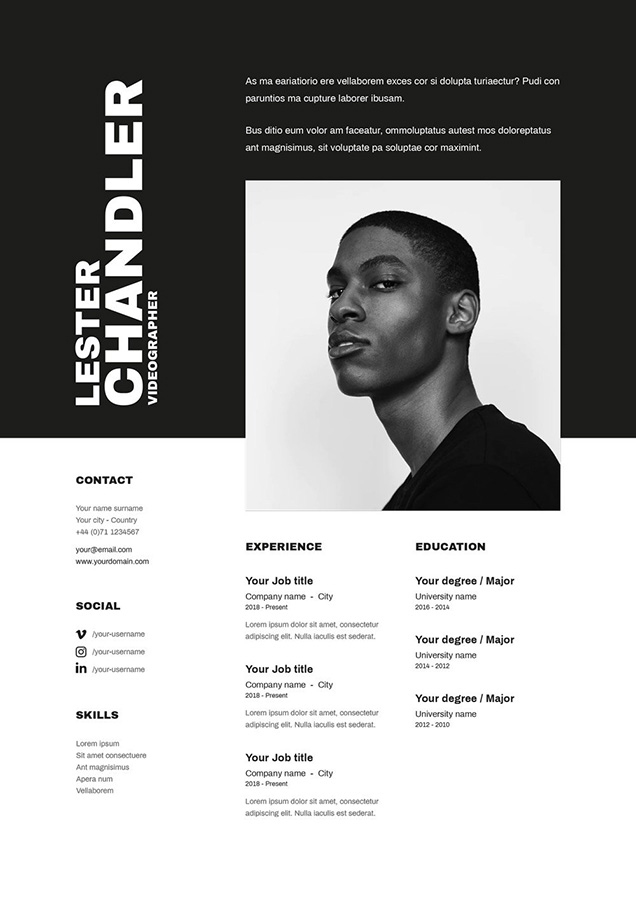 LESTER
CHANDLER
VIDEOGRAPHER
As ma eariatiorio ere vellaborem exces cor si dolupta turiaectur? Pudi con
paruntios ma cupture laborer ibusam.
Bus ditio eum volor am faceatur, ommoluptatus autest mos doloreptatus
ant magnisimus, sit voluptate pa soluptae cor maximint.
CONTACT
Your name surname
Your city - Country
+44 (0)71 1234567
your@email.com
www.yourdomain.com
SOCIAL
/your-username
/your-username
in /your-username
SKILLS
Lorem ipsum
Sit amet consectuere
Ant magnisimus
Apera num
Vellaborem
EXPERIENCE
Your Job title
Company name - City
2018 - Present
Lorem ipsum dolor sit amet, consectetur
adipiscing elit. Nulla iaculis est sederat.
Your Job title
Company name - City
2018 - Present
Lorem ipsum dolor sit amet, consectetur
adipiscing elit. Nulla iaculis est sederat.
Your Job title
Company name - City
2018 - Present
Lorem ipsum dolor sit amet, consectetur
adipiscing elit. Nulla iaculis est sederat.
EDUCATION
Your degree / Major
University name
2016 - 2014
Your degree / Major
University name
2014 - 2012
Your degree / Major
University name
2012 - 2010